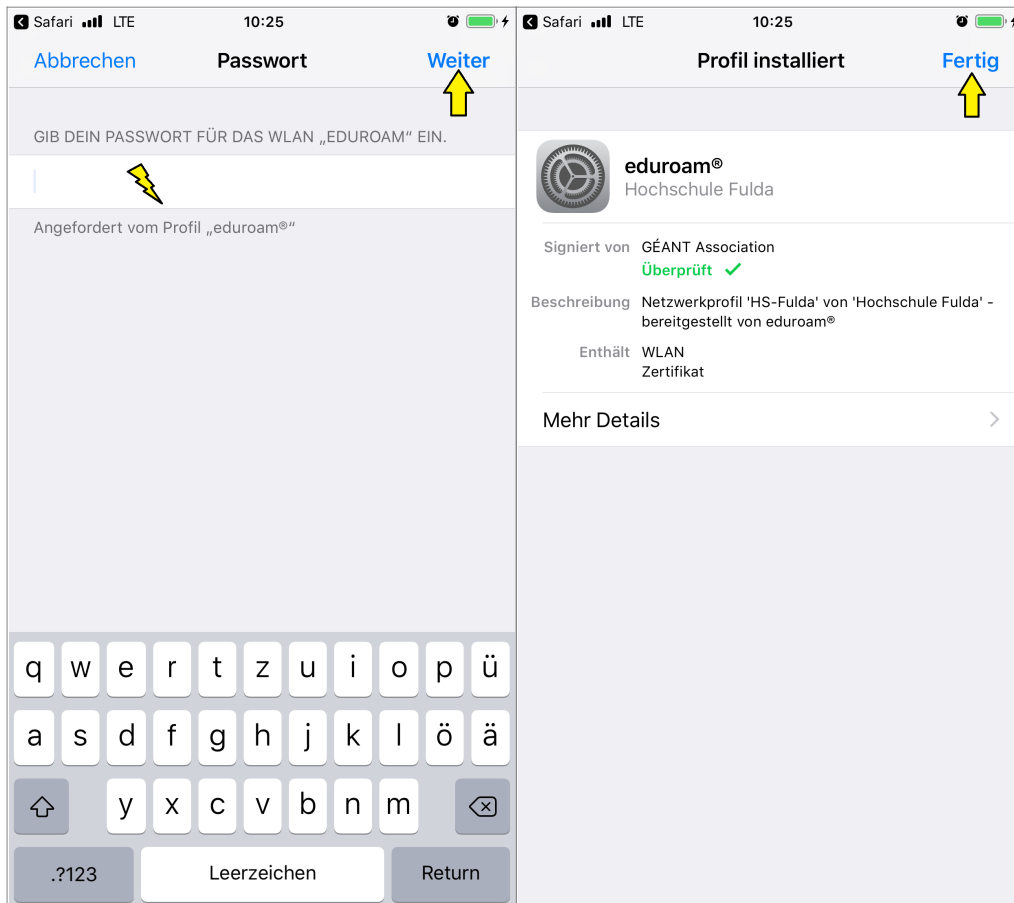 Safari LTE 10:25
Abbrechen Passwort Weiter
GIB DEIN PASSWORT FÜR DAS WLAN „EDUROAM“ EIN.
Angefordert vom Profil „eduroam®“
q w e r t z u i o p ü
a s d f g h j k l ö ä
y x c v b n m
.?123 Leerzeichen Return
Safari LTE 10:25
Profil installiert Fertig
eduroam®
Hochschule Fulda
Signiert von GÉANT Association
Überprüft
Beschreibung Netzwerkprofil 'HS-Fulda' von 'Hochschule Fulda' -
bereitgestellt von eduroam®
Enthält WLAN
Zertifikat
Mehr Details